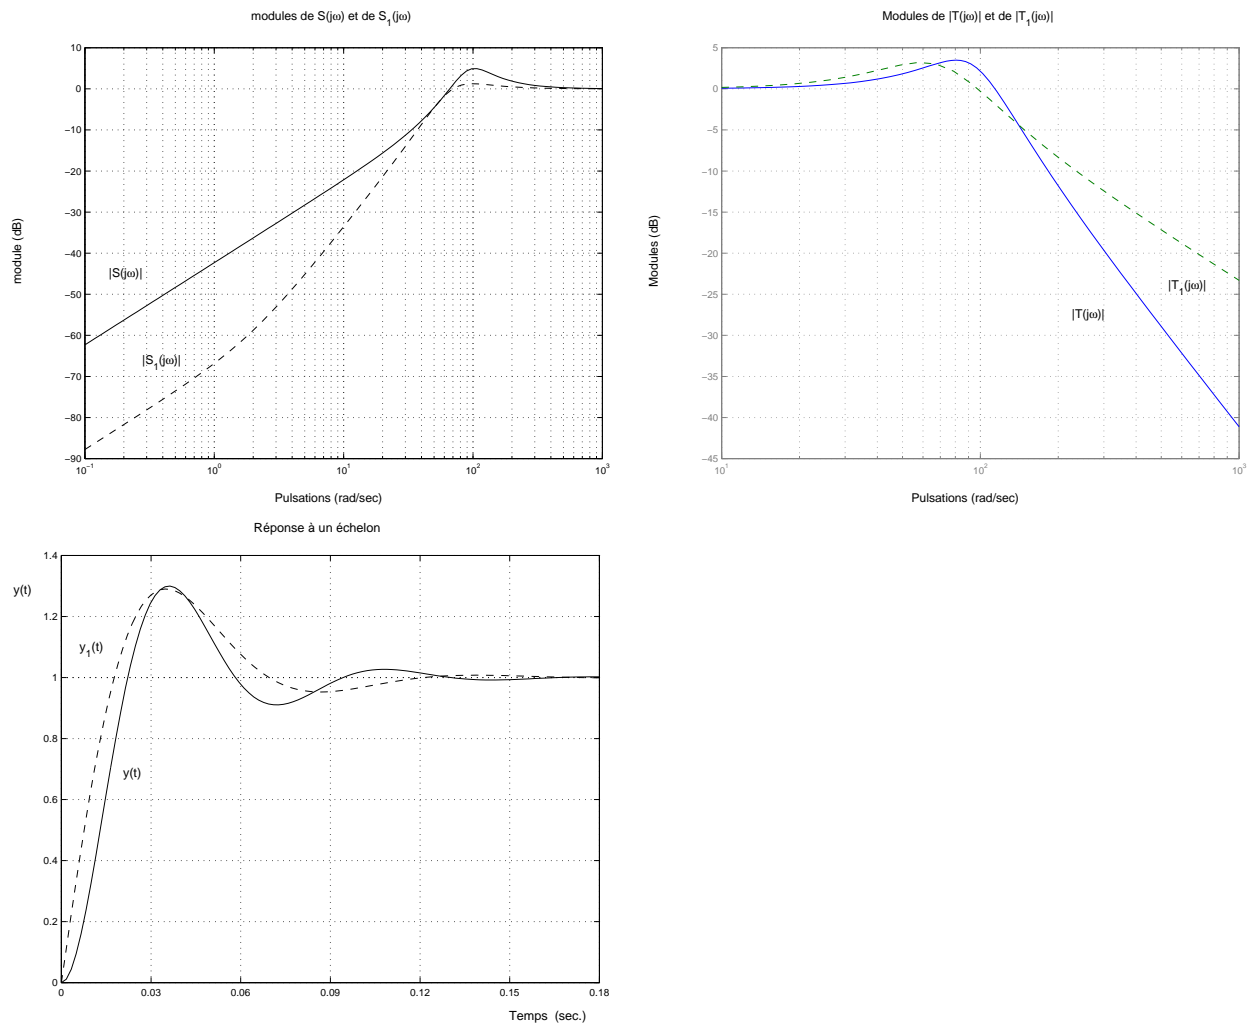 modules de S(jω) et de S₁(jω)
10
0
−10
−20
−30
−40
−50
−60
−70
−80
−90
module (dB)
|S(jω)|
|S₁(jω)|
10⁻¹ 10⁰ 10¹ 10² 10³
Pulsations (rad/sec)
Modules de |T(jω)| et de |T₁(jω)|
5
0
−5
−10
−15
−20
−25
−30
−35
−40
−45
Modules (dB)
|T₁(jω)|
|T(jω)|
10¹ 10² 10³
Pulsations (rad/sec)
Réponse à un échelon
1.4
1.2
1
0.8
0.6
0.4
0.2
0
y(t)
y₁(t)
y(t)
0 0.03 0.06 0.09 0.12 0.15 0.18
Temps (sec.)